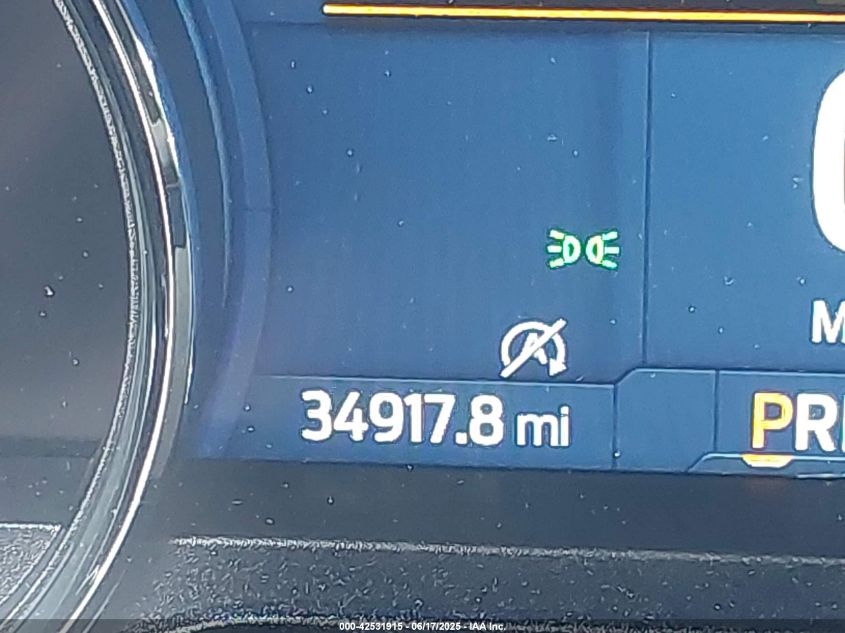 M
34917.8 mi
PR
000-42531915 - 06/17/2025 - IAA Inc.